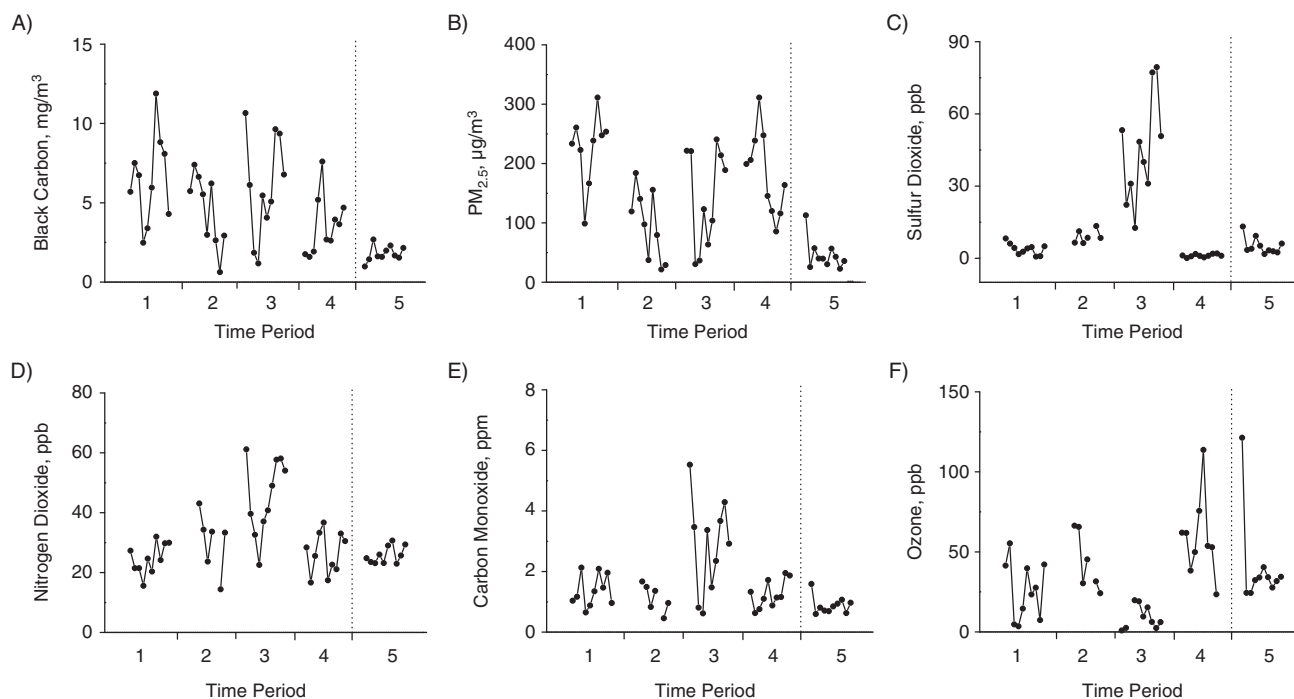 A)
Black Carbon, mg/m³
15
10
5
0
1 2 3 4 5
Time Period
B)
PM2.5, µg/m³
400
300
200
100
0
1 2 3 4 5
Time Period
C)
Sulfur Dioxide, ppb
90
60
30
0
1 2 3 4 5
Time Period
D)
Nitrogen Dioxide, ppb
80
60
40
20
0
1 2 3 4 5
Time Period
E)
Carbon Monoxide, ppm
8
6
4
2
0
1 2 3 4 5
Time Period
F)
Ozone, ppb
150
100
50
0
1 2 3 4 5
Time Period